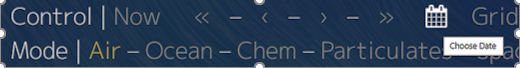 Control | Now « – ‹ – › – » Grid
Mode | Air – Ocean – Chem – Particulates
Choose Date